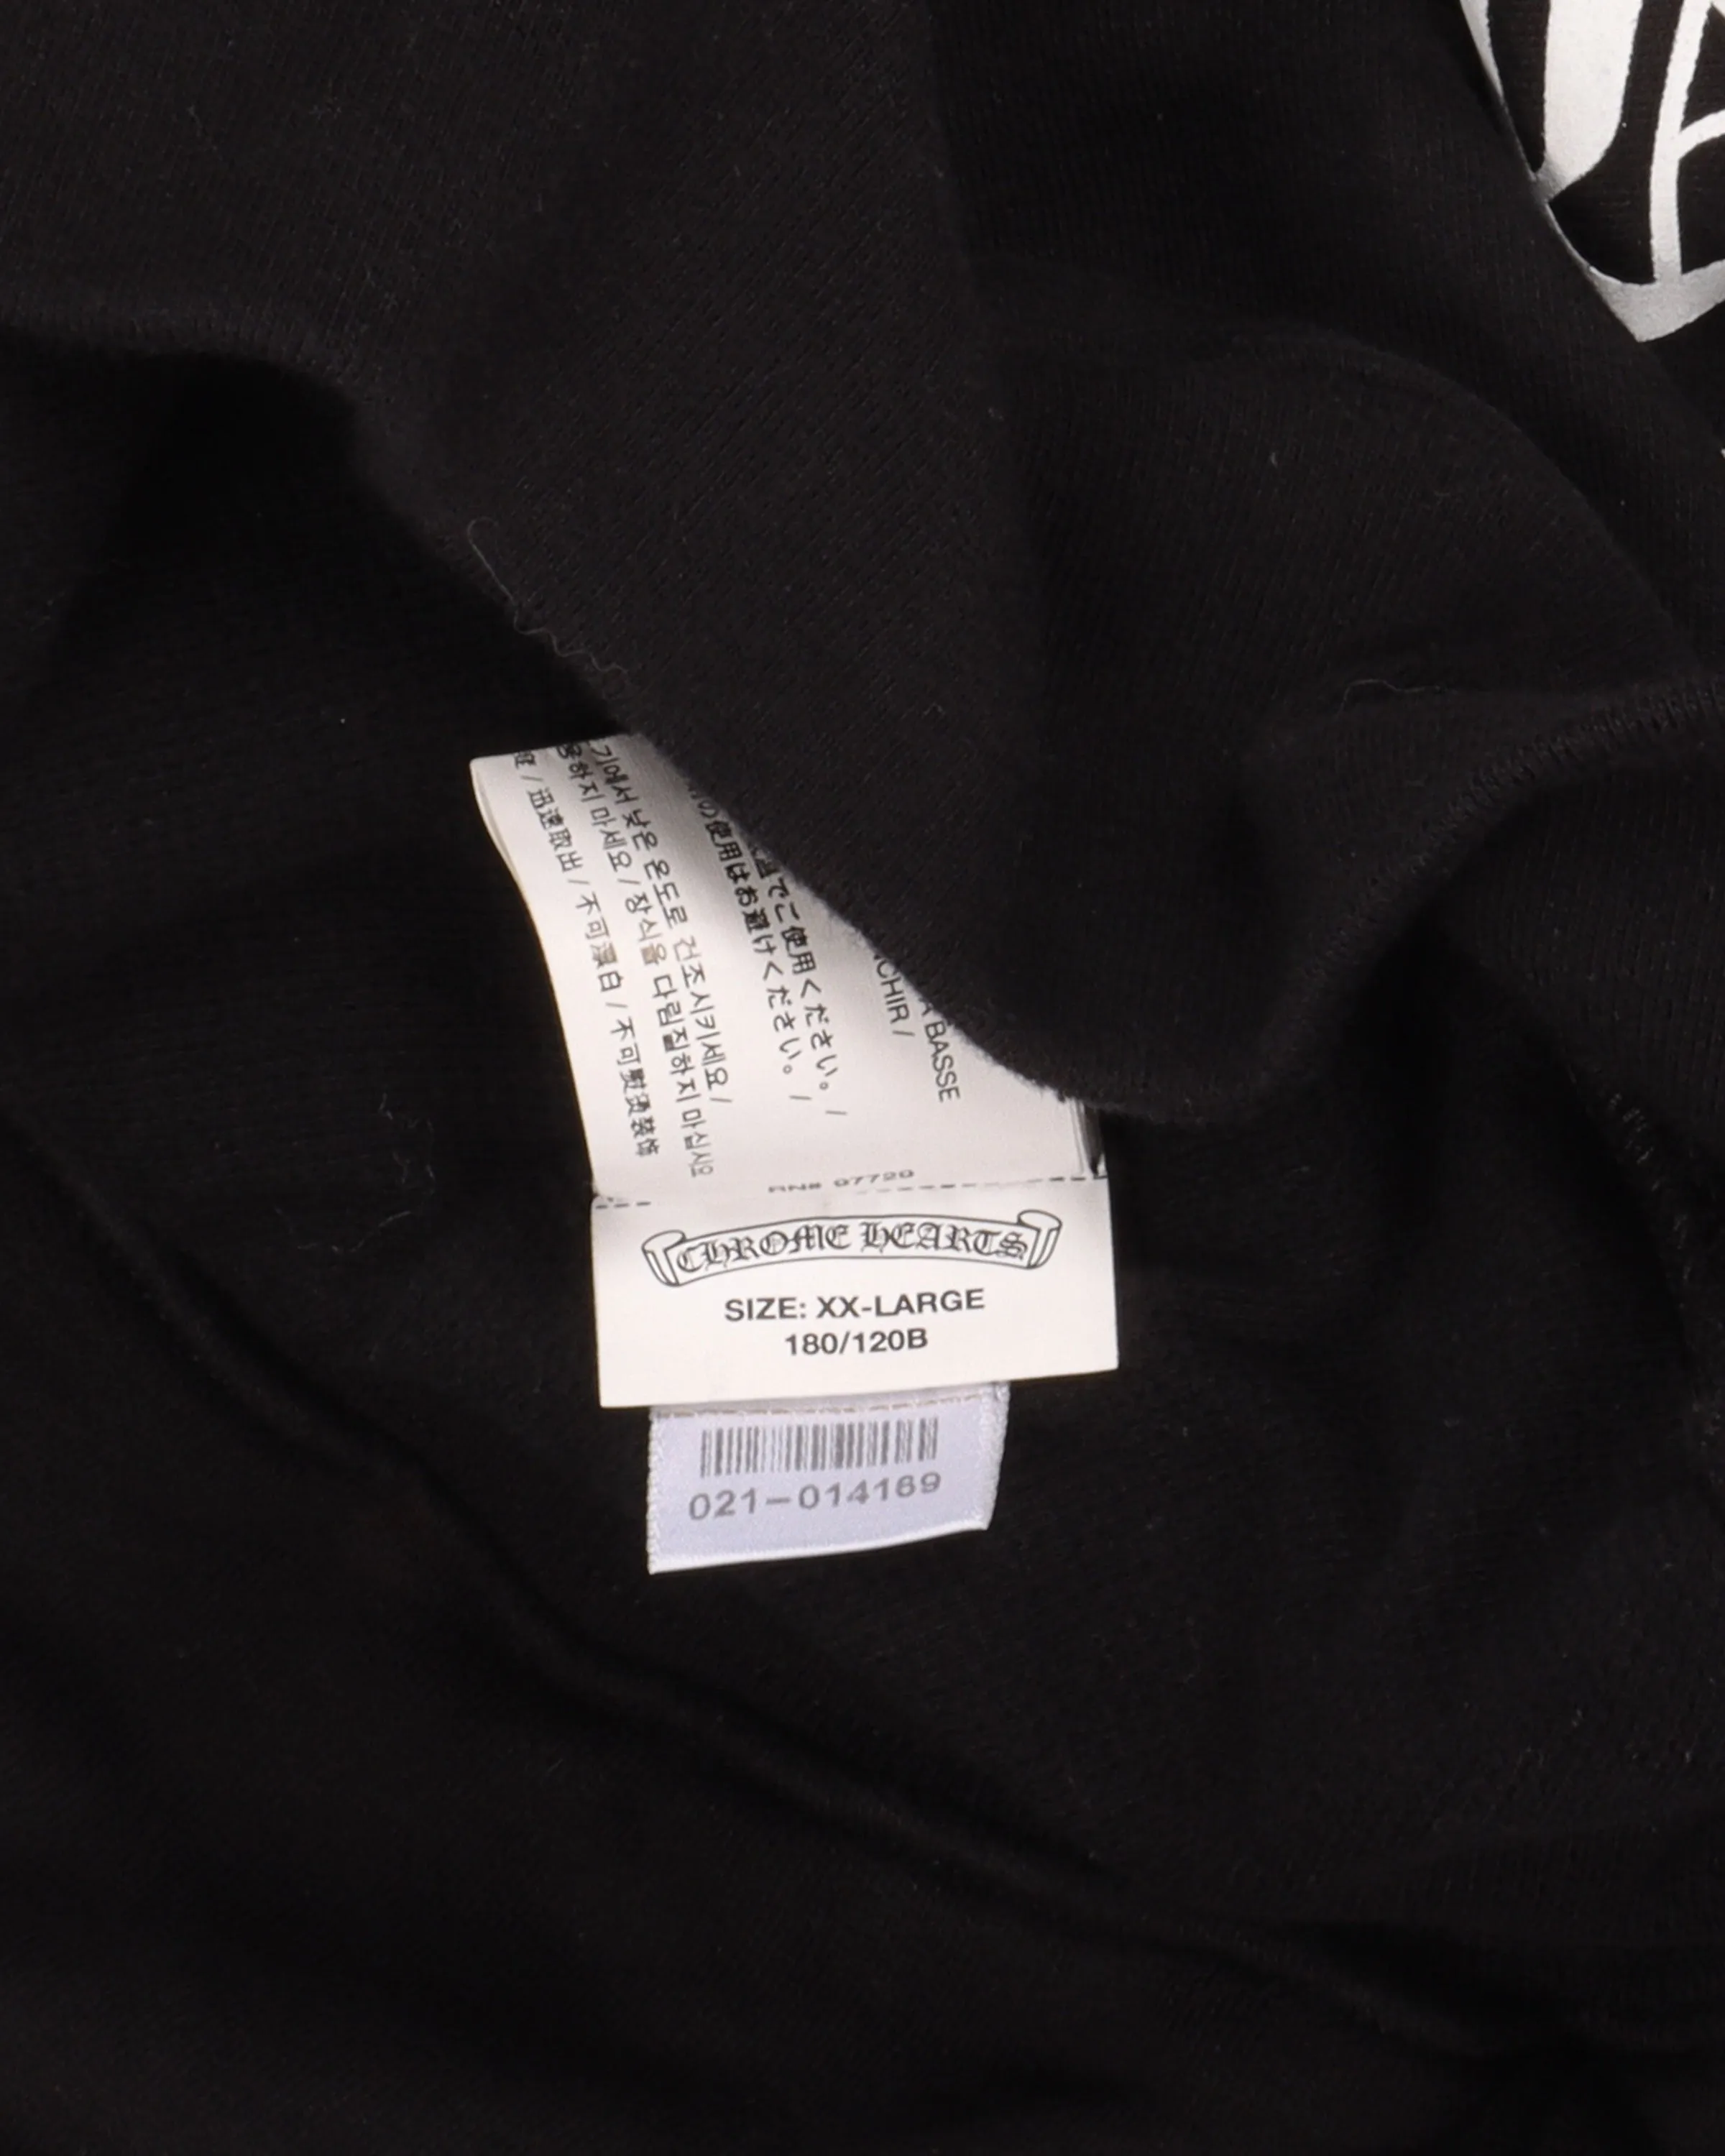 BASSE
NCHIR /
温でご使用ください。 /
の使用はお避けください。 /
기에서 낮은 온도로 건조시키세요 /
용하지 마세요 / 장식을 다림질하지 마십시오
/ 迅速取出 / 不可漂白 / 不可熨烫装饰
CHROME HEARTS
SIZE: XX-LARGE
180/120B
021-014169